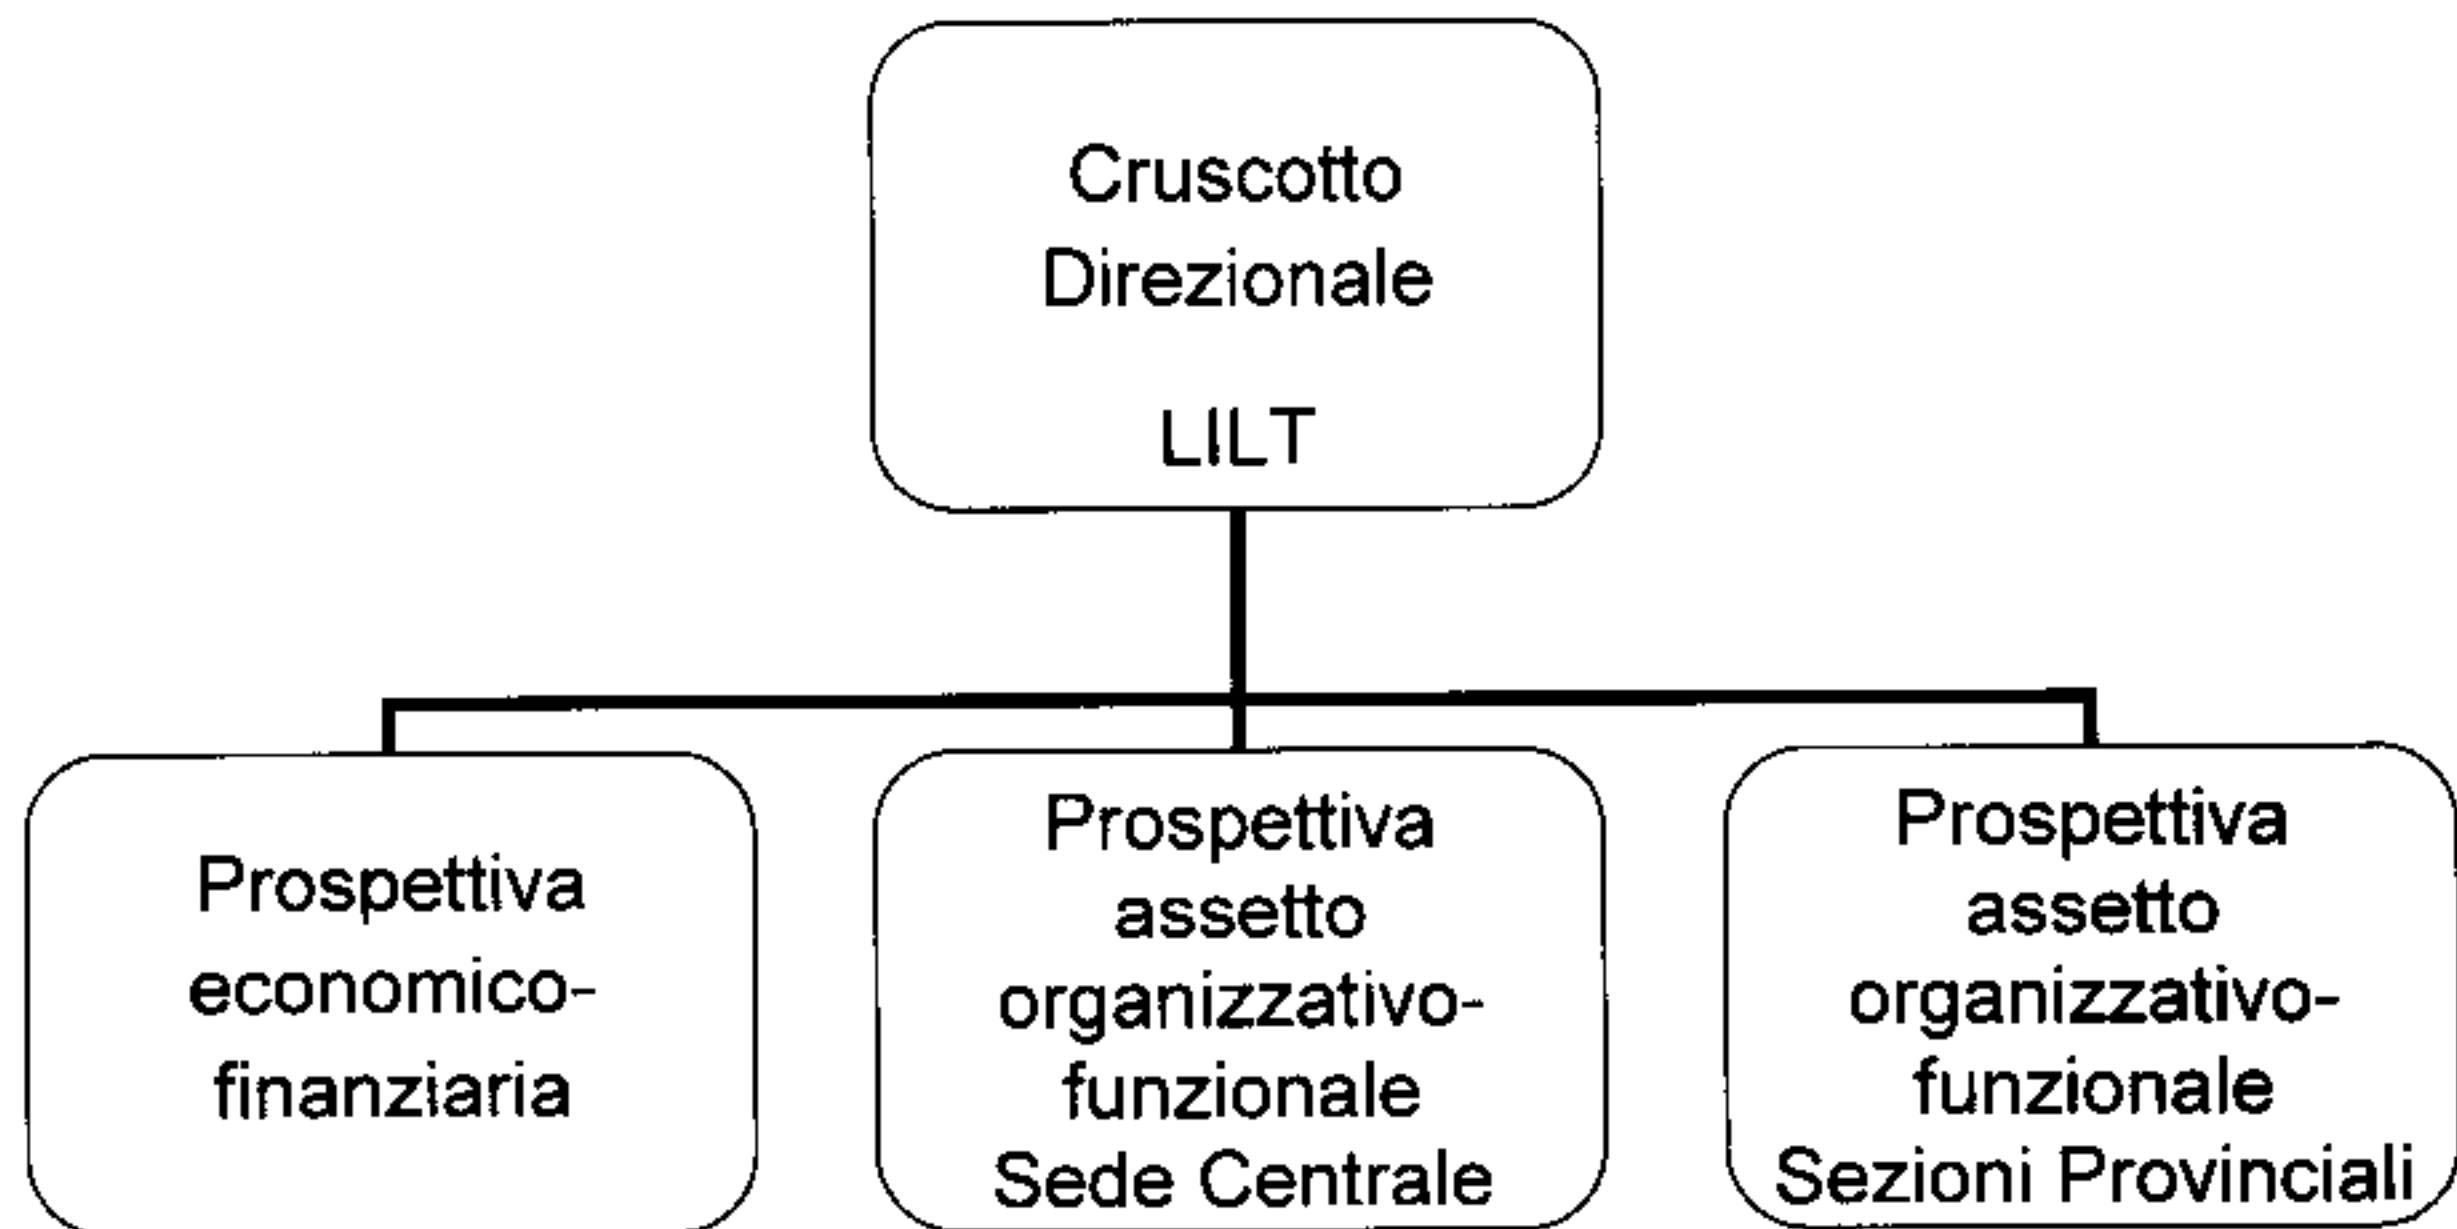 Cruscotto
Direzionale
LILT
Prospettiva
economico-
finanziaria
Prospettiva
assetto
organizzativo-
funzionale
Sede Centrale
Prospettiva
assetto
organizzativo-
funzionale
Sezioni Provinciali